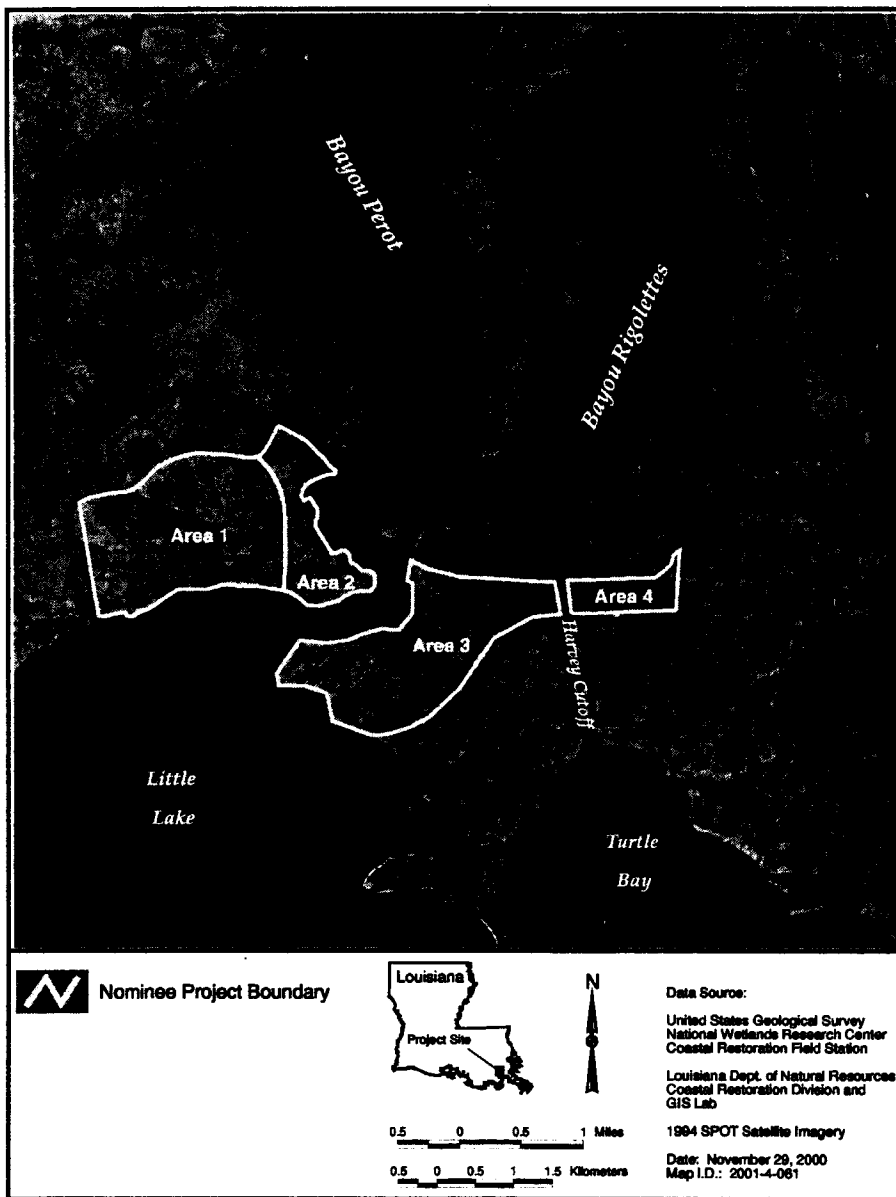 Bayou Perot
Bayou Rigolettes
Area 1
Area 2
Area 3
Area 4
Harvey Cutoff
Little
Lake
Turtle
Bay
Nominee Project Boundary
Louisiana
Project Site
N
0.5 0 0.5 1 Miles
0.5 0 0.5 1 1.5 Kilometers
Data Source:
United States Geological Survey
National Wetlands Research Center
Coastal Restoration Field Station
Louisiana Dept. of Natural Resources
Coastal Restoration Division and
GIS Lab
1994 SPOT Satellite Imagery
Date: November 29, 2000
Map I.D.: 2001-4-061